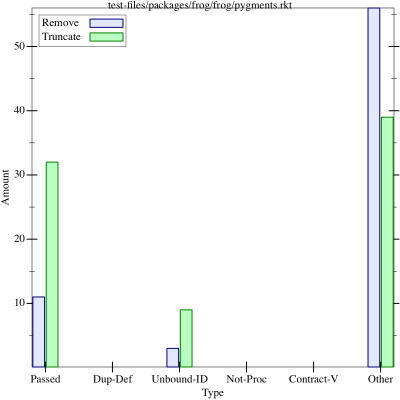 test-files/packages/frog/frog/pygments.rkt
Remove
Truncate
50
40
30
20
10
Amount
Passed Dup-Def Unbound-ID Not-Proc Contract-V Other
Type